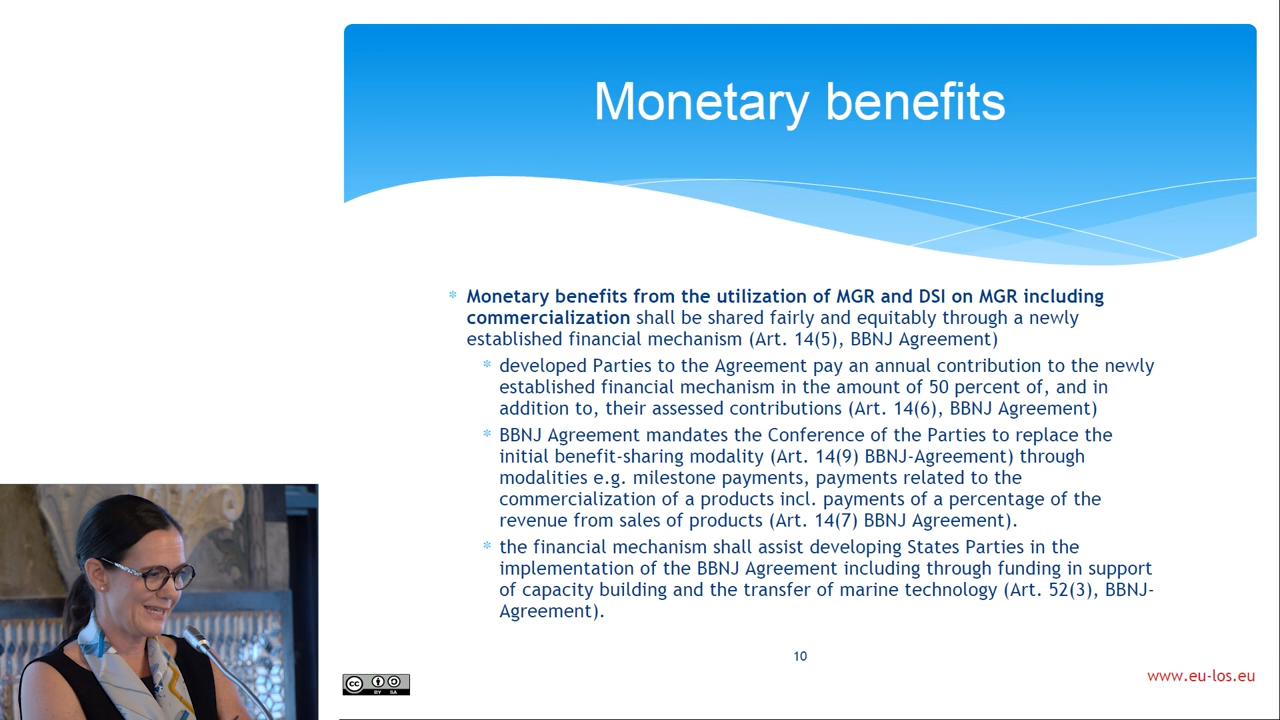 Monetary benefits
* Monetary benefits from the utilization of MGR and DSI on MGR including
commercialization shall be shared fairly and equitably through a newly
established financial mechanism (Art. 14(5), BBNJ Agreement)
* developed Parties to the Agreement pay an annual contribution to the newly
established financial mechanism in the amount of 50 percent of, and in
addition to, their assessed contributions (Art. 14(6), BBNJ Agreement)
* BBNJ Agreement mandates the Conference of the Parties to replace the
initial benefit-sharing modality (Art. 14(9) BBNJ-Agreement) through
modalities e.g. milestone payments, payments related to the
commercialization of a products incl. payments of a percentage of the
revenue from sales of products (Art. 14(7) BBNJ Agreement).
* the financial mechanism shall assist developing States Parties in the
implementation of the BBNJ Agreement including through funding in support
of capacity building and the transfer of marine technology (Art. 52(3), BBNJ-
Agreement).
10
www.eu-los.eu
cc BY SA